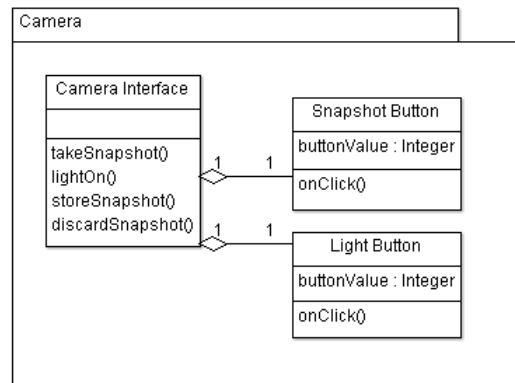 Camera
Camera Interface
takeSnapshot()
lightOn()
storeSnapshot()
discardSnapshot()
1
1
Snapshot Button
buttonValue : Integer
onClick()
1
1
Light Button
buttonValue : Integer
onClick()